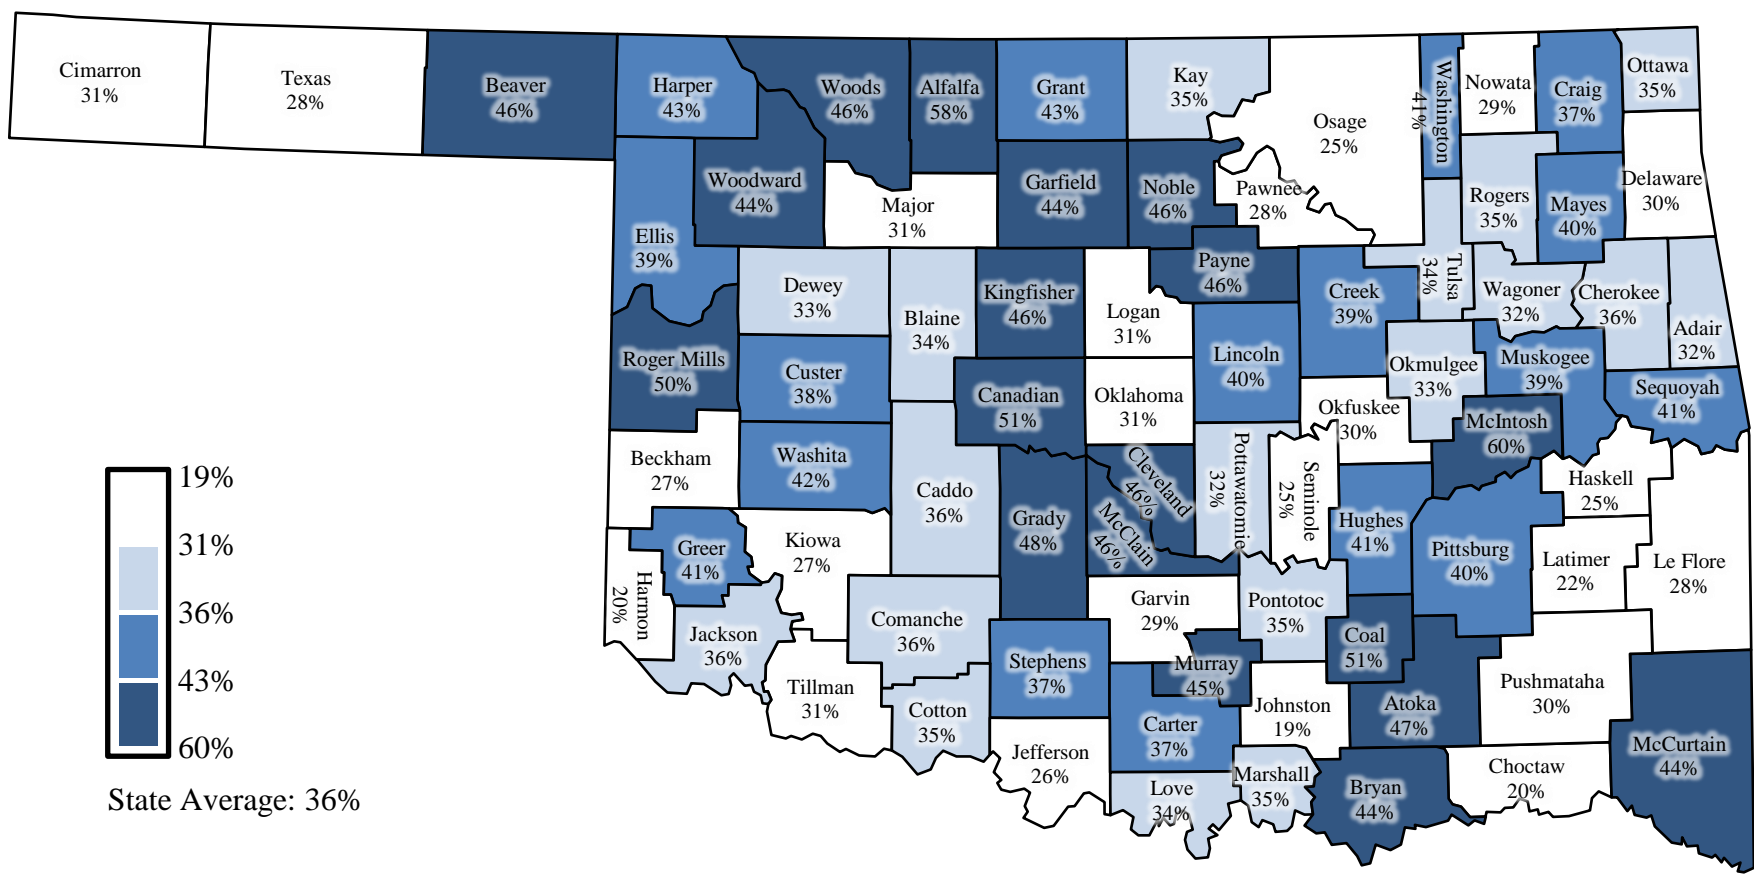 Cimarron
31%
Texas
28%
Beaver
46%
Harper
43%
Woods
46%
Alfalfa
58%
Grant
43%
Kay
35%
Osage
25%
Washington
41%
Nowata
29%
Craig
37%
Ottawa
35%
Ellis
39%
Woodward
44%
Major
31%
Garfield
44%
Noble
46%
Pawnee
28%
Rogers
35%
Mayes
40%
Delaware
30%
Roger Mills
50%
Dewey
33%
Blaine
34%
Kingfisher
46%
Logan
31%
Payne
46%
Creek
39%
Tulsa
34%
Wagoner
32%
Cherokee
36%
Adair
32%
Custer
38%
Canadian
51%
Oklahoma
31%
Lincoln
40%
Okfuskee
30%
Okmulgee
33%
Muskogee
39%
McIntosh
60%
Sequoyah
41%
Beckham
27%
Washita
42%
Caddo
36%
Grady
48%
Cleveland
46%
McClain
46%
Pottawatomie
32%
Seminole
25%
Hughes
41%
Pittsburg
40%
Haskell
25%
Latimer
22%
Le Flore
28%
Harmon
20%
Greer
41%
Kiowa
27%
Jackson
36%
Comanche
36%
Tillman
31%
Cotton
35%
Stephens
37%
Garvin
29%
Murray
45%
Pontotoc
35%
Coal
51%
Johnston
19%
Atoka
47%
Pushmataha
30%
McCurtain
44%
Jefferson
26%
Carter
37%
Love
34%
Marshall
35%
Bryan
44%
Choctaw
20%
19%
31%
36%
43%
60%
State Average: 36%